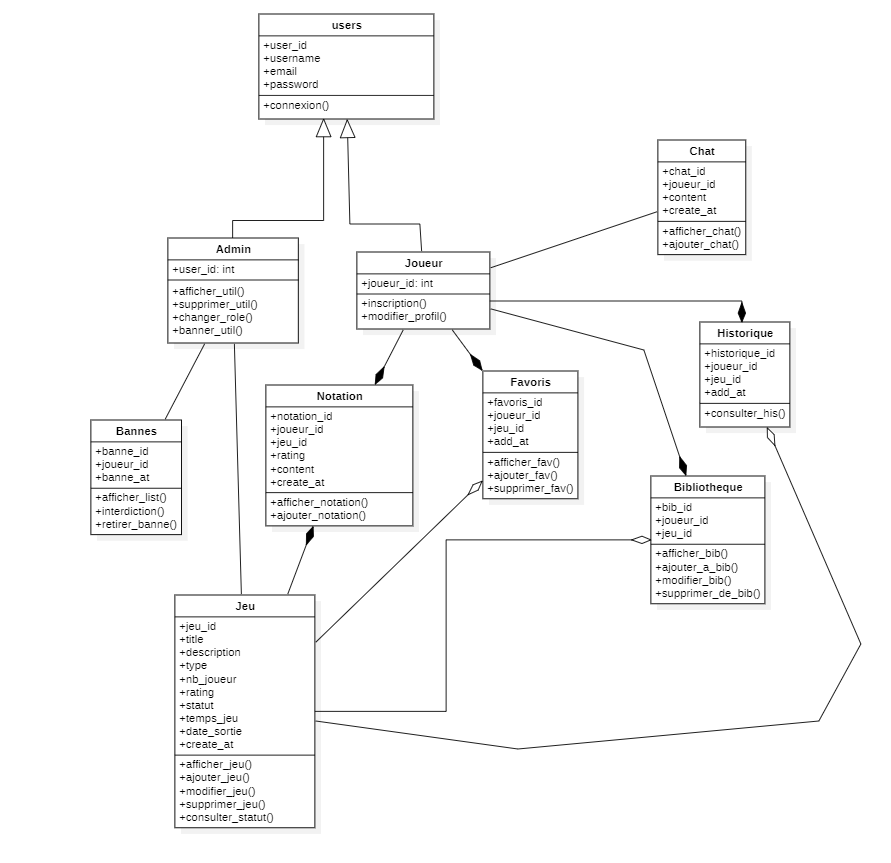 users
+user_id
+username
+email
+password
+connexion()
Chat
+chat_id
+joueur_id
+content
+create_at
+afficher_chat()
+ajouter_chat()
Admin
+user_id: int
+afficher_util()
+supprimer_util()
+changer_role()
+banner_util()
Joueur
+joueur_id: int
+inscription()
+modifier_profil()
Historique
+historique_id
+joueur_id
+jeu_id
+add_at
+consulter_his()
Notation
+notation_id
+joueur_id
+jeu_id
+rating
+content
+create_at
+afficher_notation()
+ajouter_notation()
Favoris
+favoris_id
+joueur_id
+jeu_id
+add_at
+afficher_fav()
+ajouter_fav()
+supprimer_fav()
Bannes
+banne_id
+joueur_id
+banne_at
+afficher_list()
+interdiction()
+retirer_banne()
Bibliotheque
+bib_id
+joueur_id
+jeu_id
+afficher_bib()
+ajouter_a_bib()
+modifier_bib()
+supprimer_de_bib()
Jeu
+jeu_id
+title
+description
+type
+nb_joueur
+rating
+statut
+temps_jeu
+date_sortie
+create_at
+afficher_jeu()
+ajouter_jeu()
+modifier_jeu()
+supprimer_jeu()
+consulter_statut()